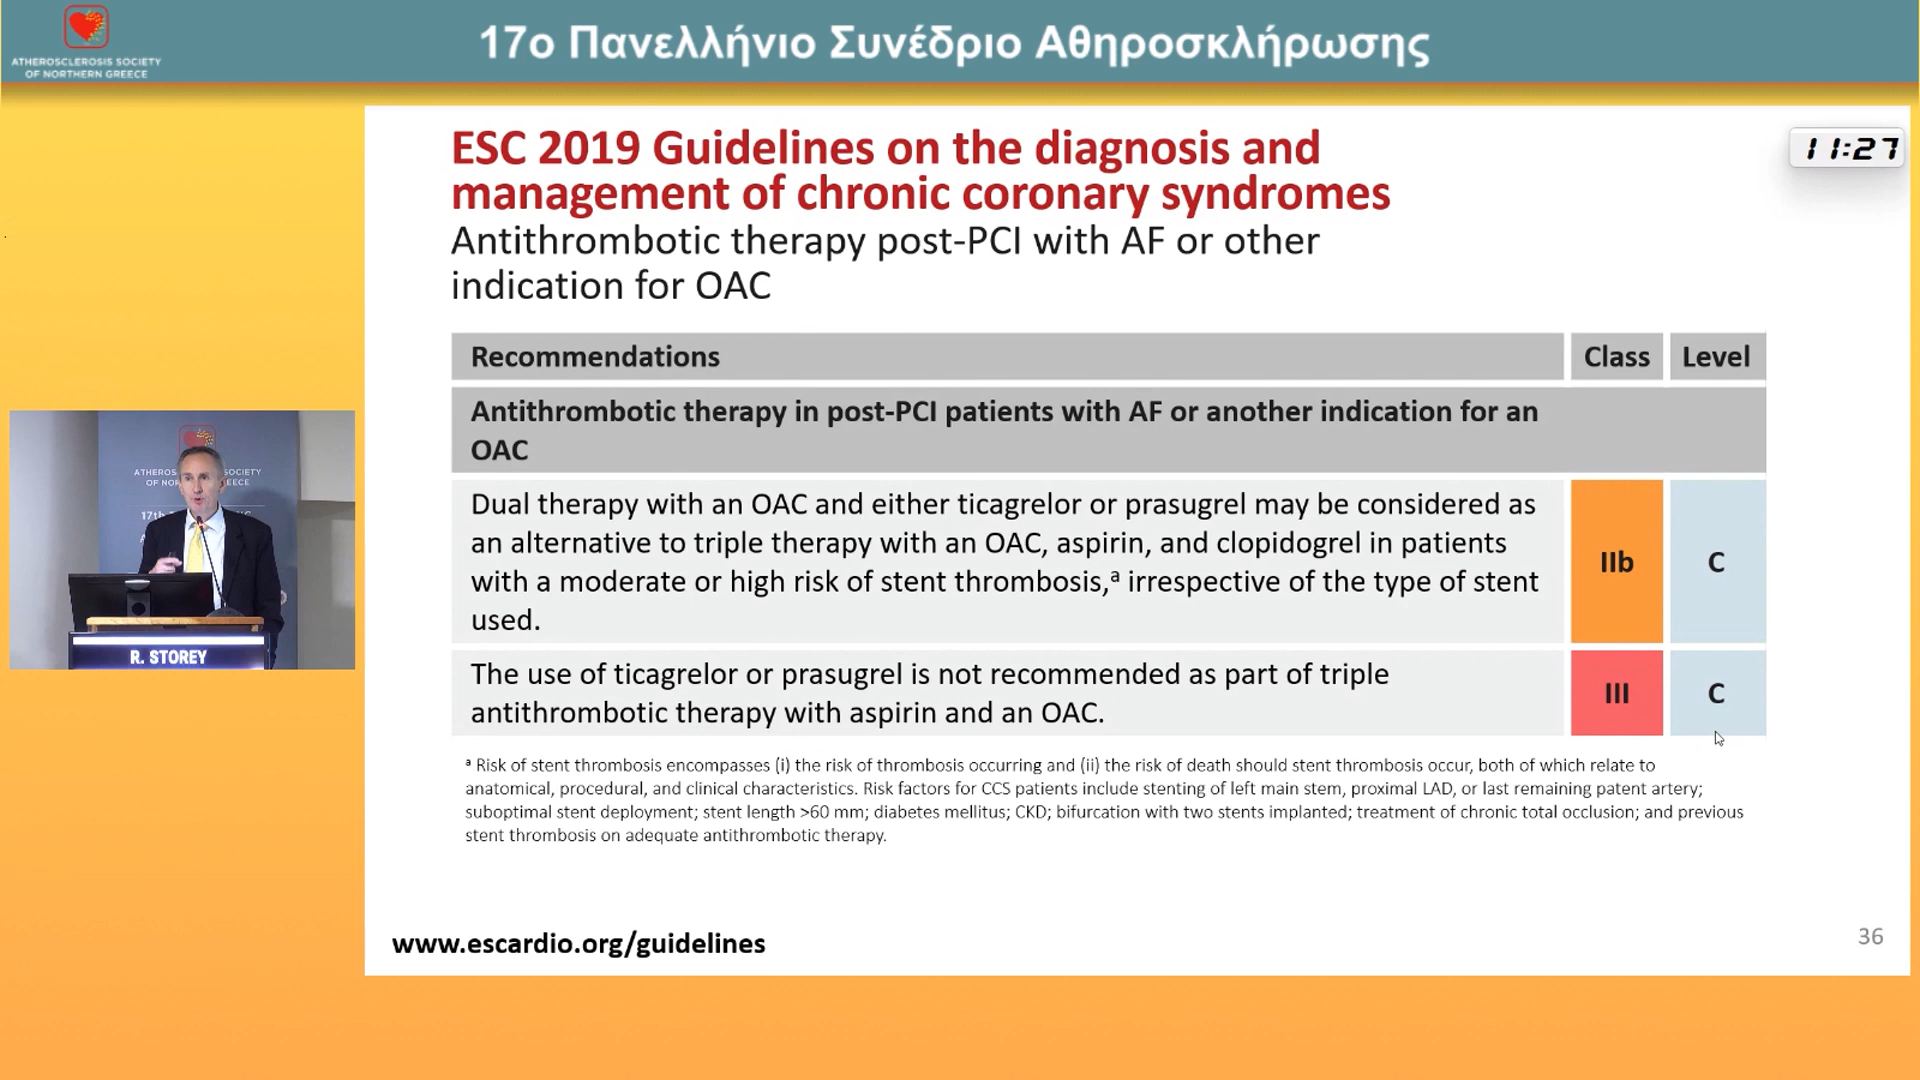 ATHEROSCLEROSIS SOCIETY
OF NORTHERN GREECE
17ο Πανελλήνιο Συνέδριο Αθηροσκλήρωσης
11:27
ESC 2019 Guidelines on the diagnosis and
management of chronic coronary syndromes
Antithrombotic therapy post-PCI with AF or other
indication for OAC
Recommendations Class Level
Antithrombotic therapy in post-PCI patients with AF or another indication for an
OAC
Dual therapy with an OAC and either ticagrelor or prasugrel may be considered as
an alternative to triple therapy with an OAC, aspirin, and clopidogrel in patients
with a moderate or high risk of stent thrombosis,ᵃ irrespective of the type of stent
used.
IIb C
The use of ticagrelor or prasugrel is not recommended as part of triple
antithrombotic therapy with aspirin and an OAC.
III C
ᵃ Risk of stent thrombosis encompasses (i) the risk of thrombosis occurring and (ii) the risk of death should stent thrombosis occur, both of which relate to
anatomical, procedural, and clinical characteristics. Risk factors for CCS patients include stenting of left main stem, proximal LAD, or last remaining patent artery;
suboptimal stent deployment; stent length >60 mm; diabetes mellitus; CKD; bifurcation with two stents implanted; treatment of chronic total occlusion; and previous
stent thrombosis on adequate antithrombotic therapy.
www.escardio.org/guidelines
36
17th
R. STOREY